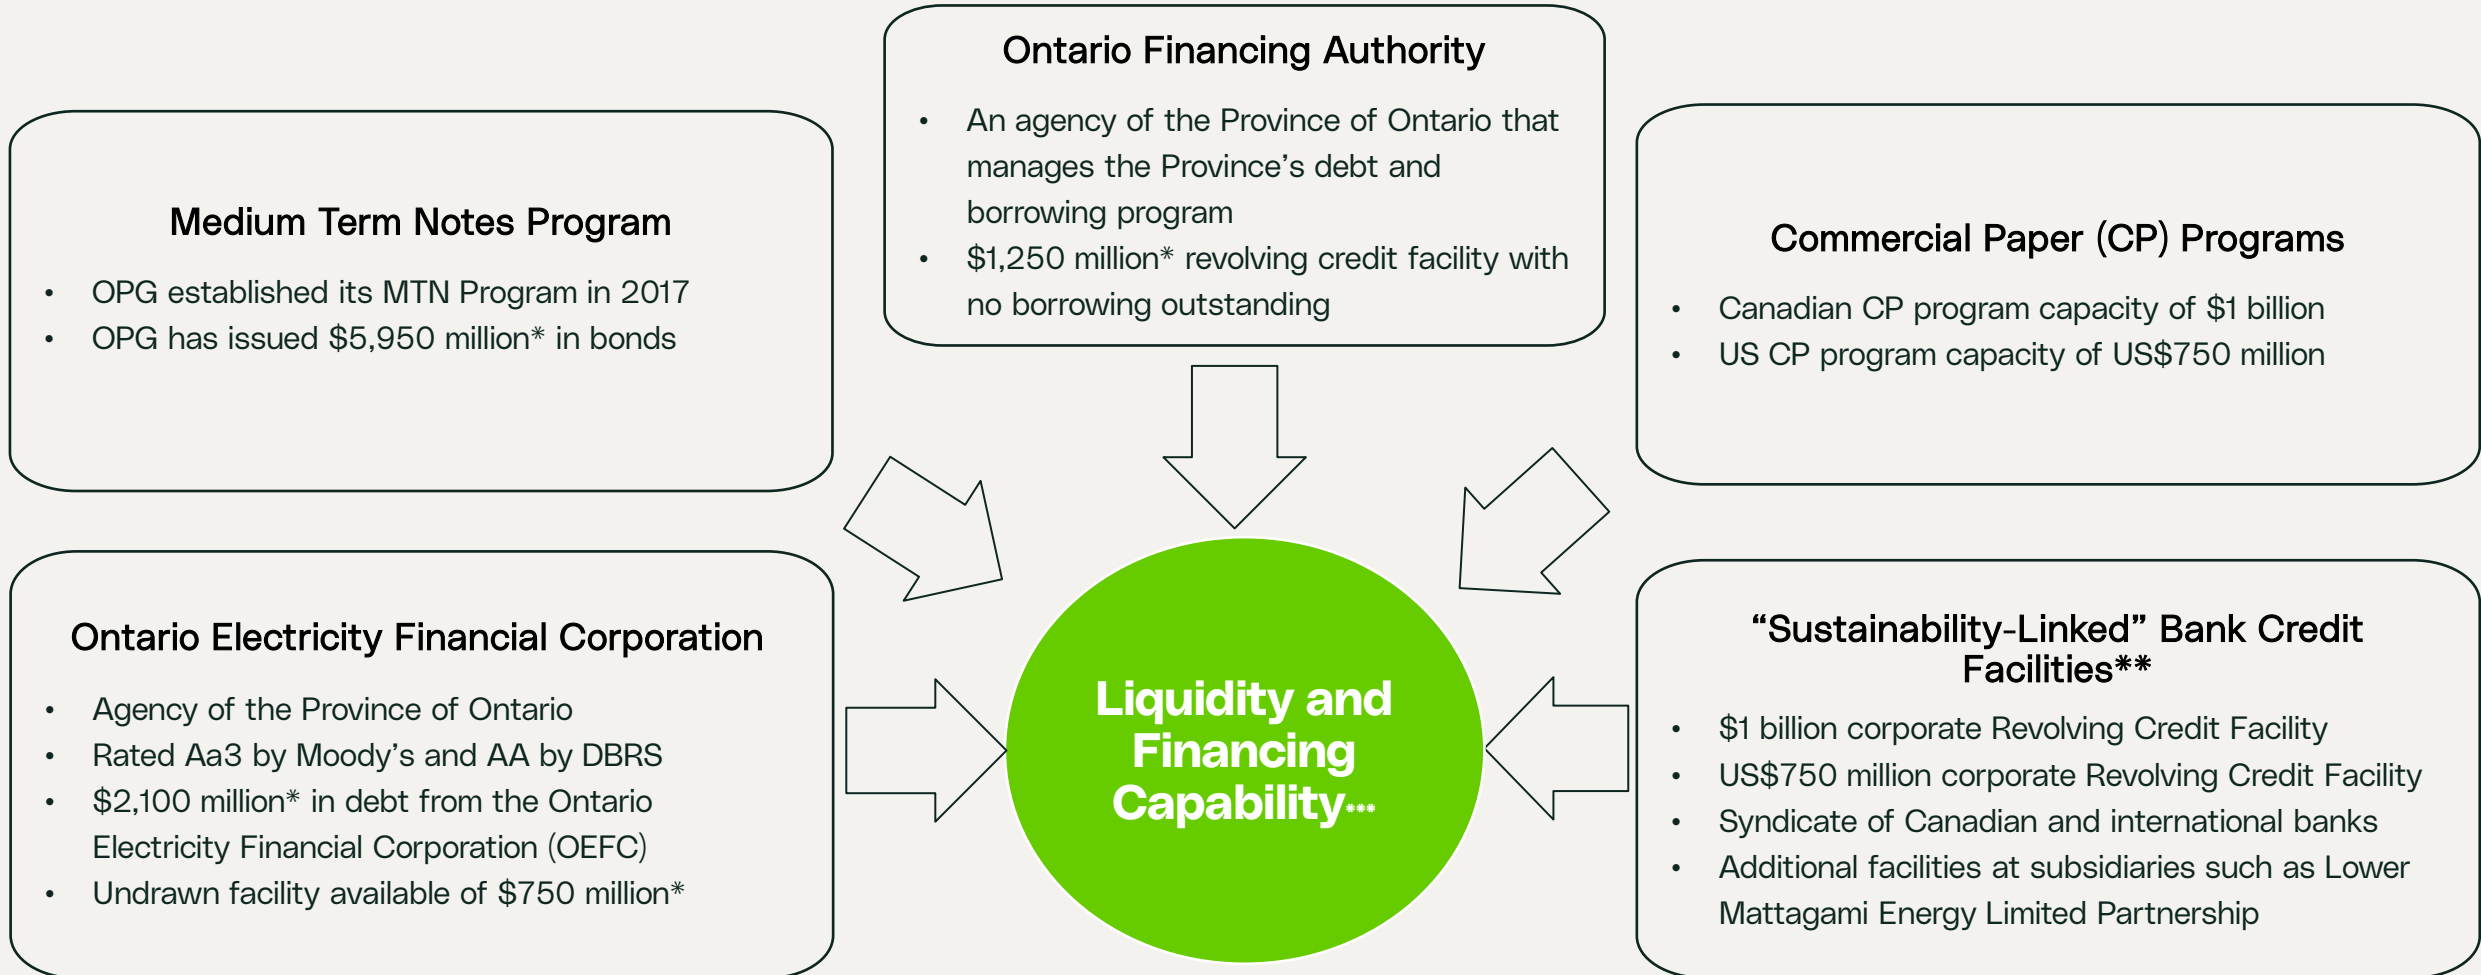 Ontario Financing Authority
• An agency of the Province of Ontario that
manages the Province’s debt and
borrowing program
• $1,250 million* revolving credit facility with
no borrowing outstanding
Medium Term Notes Program
• OPG established its MTN Program in 2017
• OPG has issued $5,950 million* in bonds
Commercial Paper (CP) Programs
• Canadian CP program capacity of $1 billion
• US CP program capacity of US$750 million
Ontario Electricity Financial Corporation
• Agency of the Province of Ontario
• Rated Aa3 by Moody’s and AA by DBRS
• $2,100 million* in debt from the Ontario
Electricity Financial Corporation (OEFC)
• Undrawn facility available of $750 million*
Liquidity and
Financing
Capability***
“Sustainability-Linked” Bank Credit
Facilities**
• $1 billion corporate Revolving Credit Facility
• US$750 million corporate Revolving Credit Facility
• Syndicate of Canadian and international banks
• Additional facilities at subsidiaries such as Lower
Mattagami Energy Limited Partnership